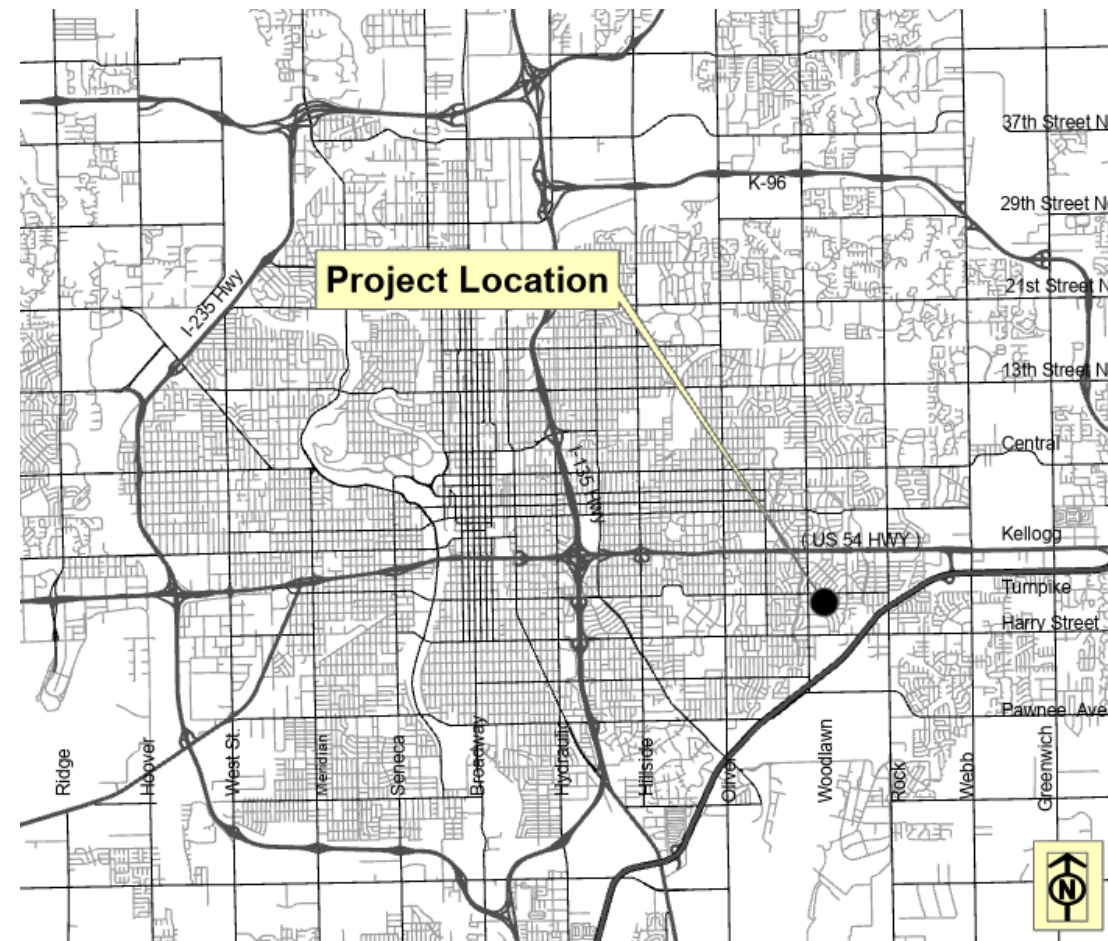 37th Street N
K-96
29th Street N
Project Location
I-235 Hwy
21st Street N
13th Street N
Central
I-135 Hwy
( US 54 HWY )
Kellogg
Turnpike
Harry Street
Pawnee Ave
Ridge
Hoover
West St.
Meridian
Seneca
Broadway
Hydraulic
Hillside
Oliver
Woodlawn
Rock
Webb
Greenwich
N